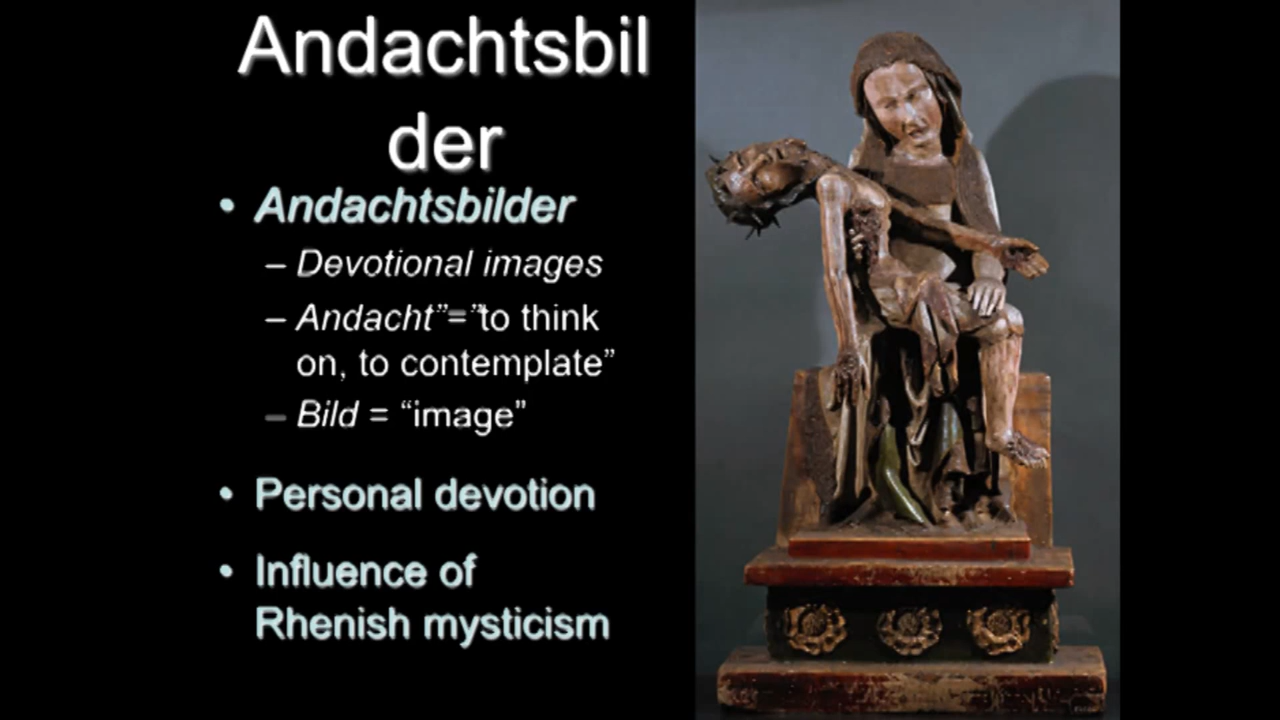 Andachtsbil
der
• Andachtsbilder
– Devotional images
– Andacht”=”to think
on, to contemplate”
– Bild = “image”
• Personal devotion
• Influence of
Rhenish mysticism